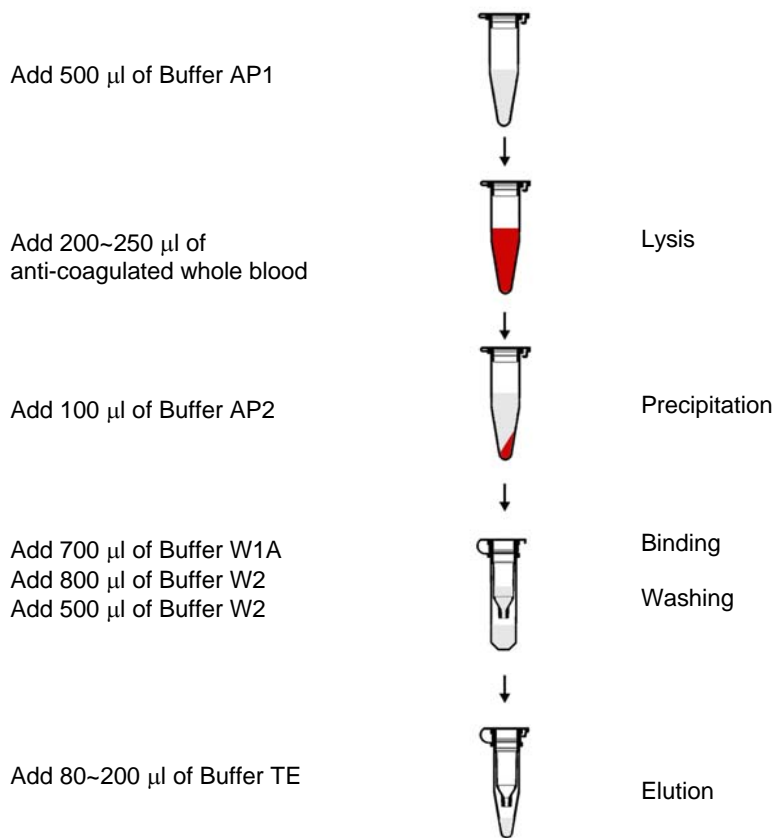 Add 500 μl of Buffer AP1
Add 200~250 μl of
anti-coagulated whole blood
Lysis
Add 100 μl of Buffer AP2
Precipitation
Add 700 μl of Buffer W1A
Add 800 μl of Buffer W2
Add 500 μl of Buffer W2
Binding
Washing
Add 80~200 μl of Buffer TE
Elution